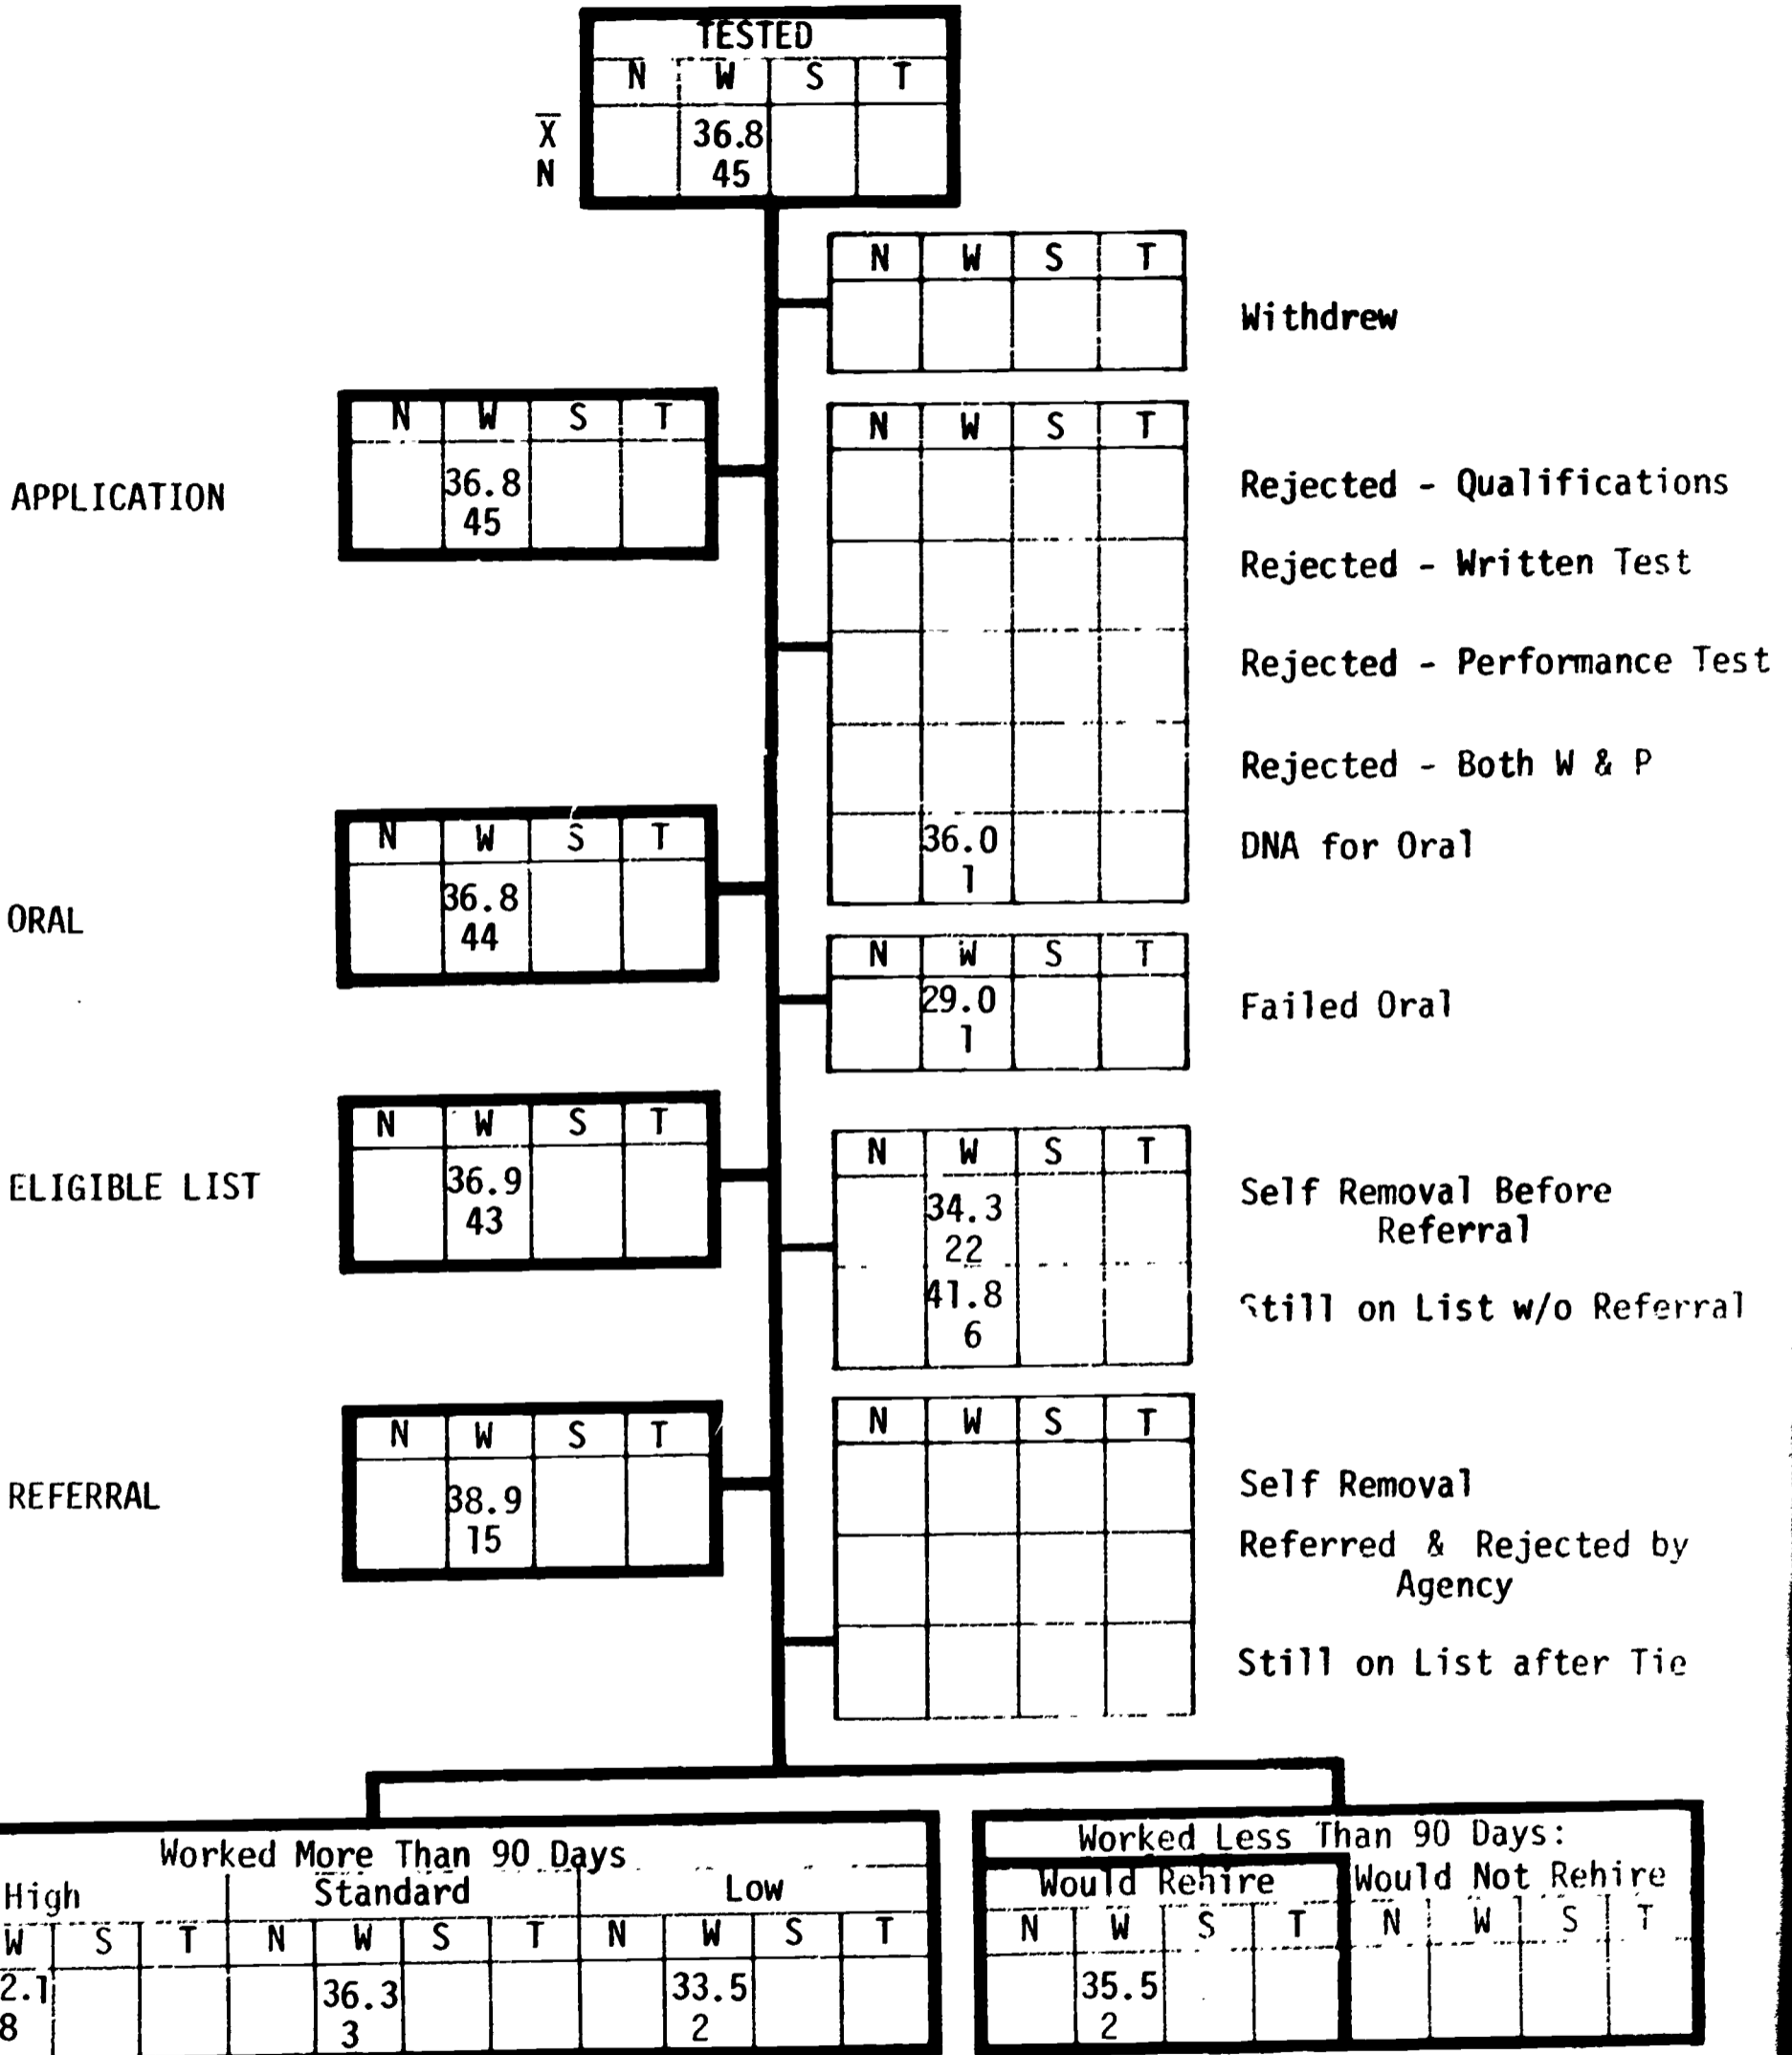 TESTED
N W S T
X̄ 36.8
N 45
N W S T
Withdrew
N W S T
APPLICATION
36.8
45
N W S T
Rejected - Qualifications
Rejected - Written Test
Rejected - Performance Test
Rejected - Both W & P
36.0
1
DNA for Oral
N W S T
ORAL
36.8
44
N W S T
29.0
1
Failed Oral
N W S T
ELIGIBLE LIST
36.9
43
N W S T
34.3
22
Self Removal Before
Referral
41.8
6
Still on List w/o Referral
N W S T
REFERRAL
38.9
15
N W S T
Self Removal
Referred & Rejected by
Agency
Still on List after Tie
Worked More Than 90 Days
High Standard Low
W S T N W S T N W S T
2.1 36.3 33.5
8 3 2
Worked Less Than 90 Days:
Would Rehire Would Not Rehire
N W S T N W S T
35.5
2